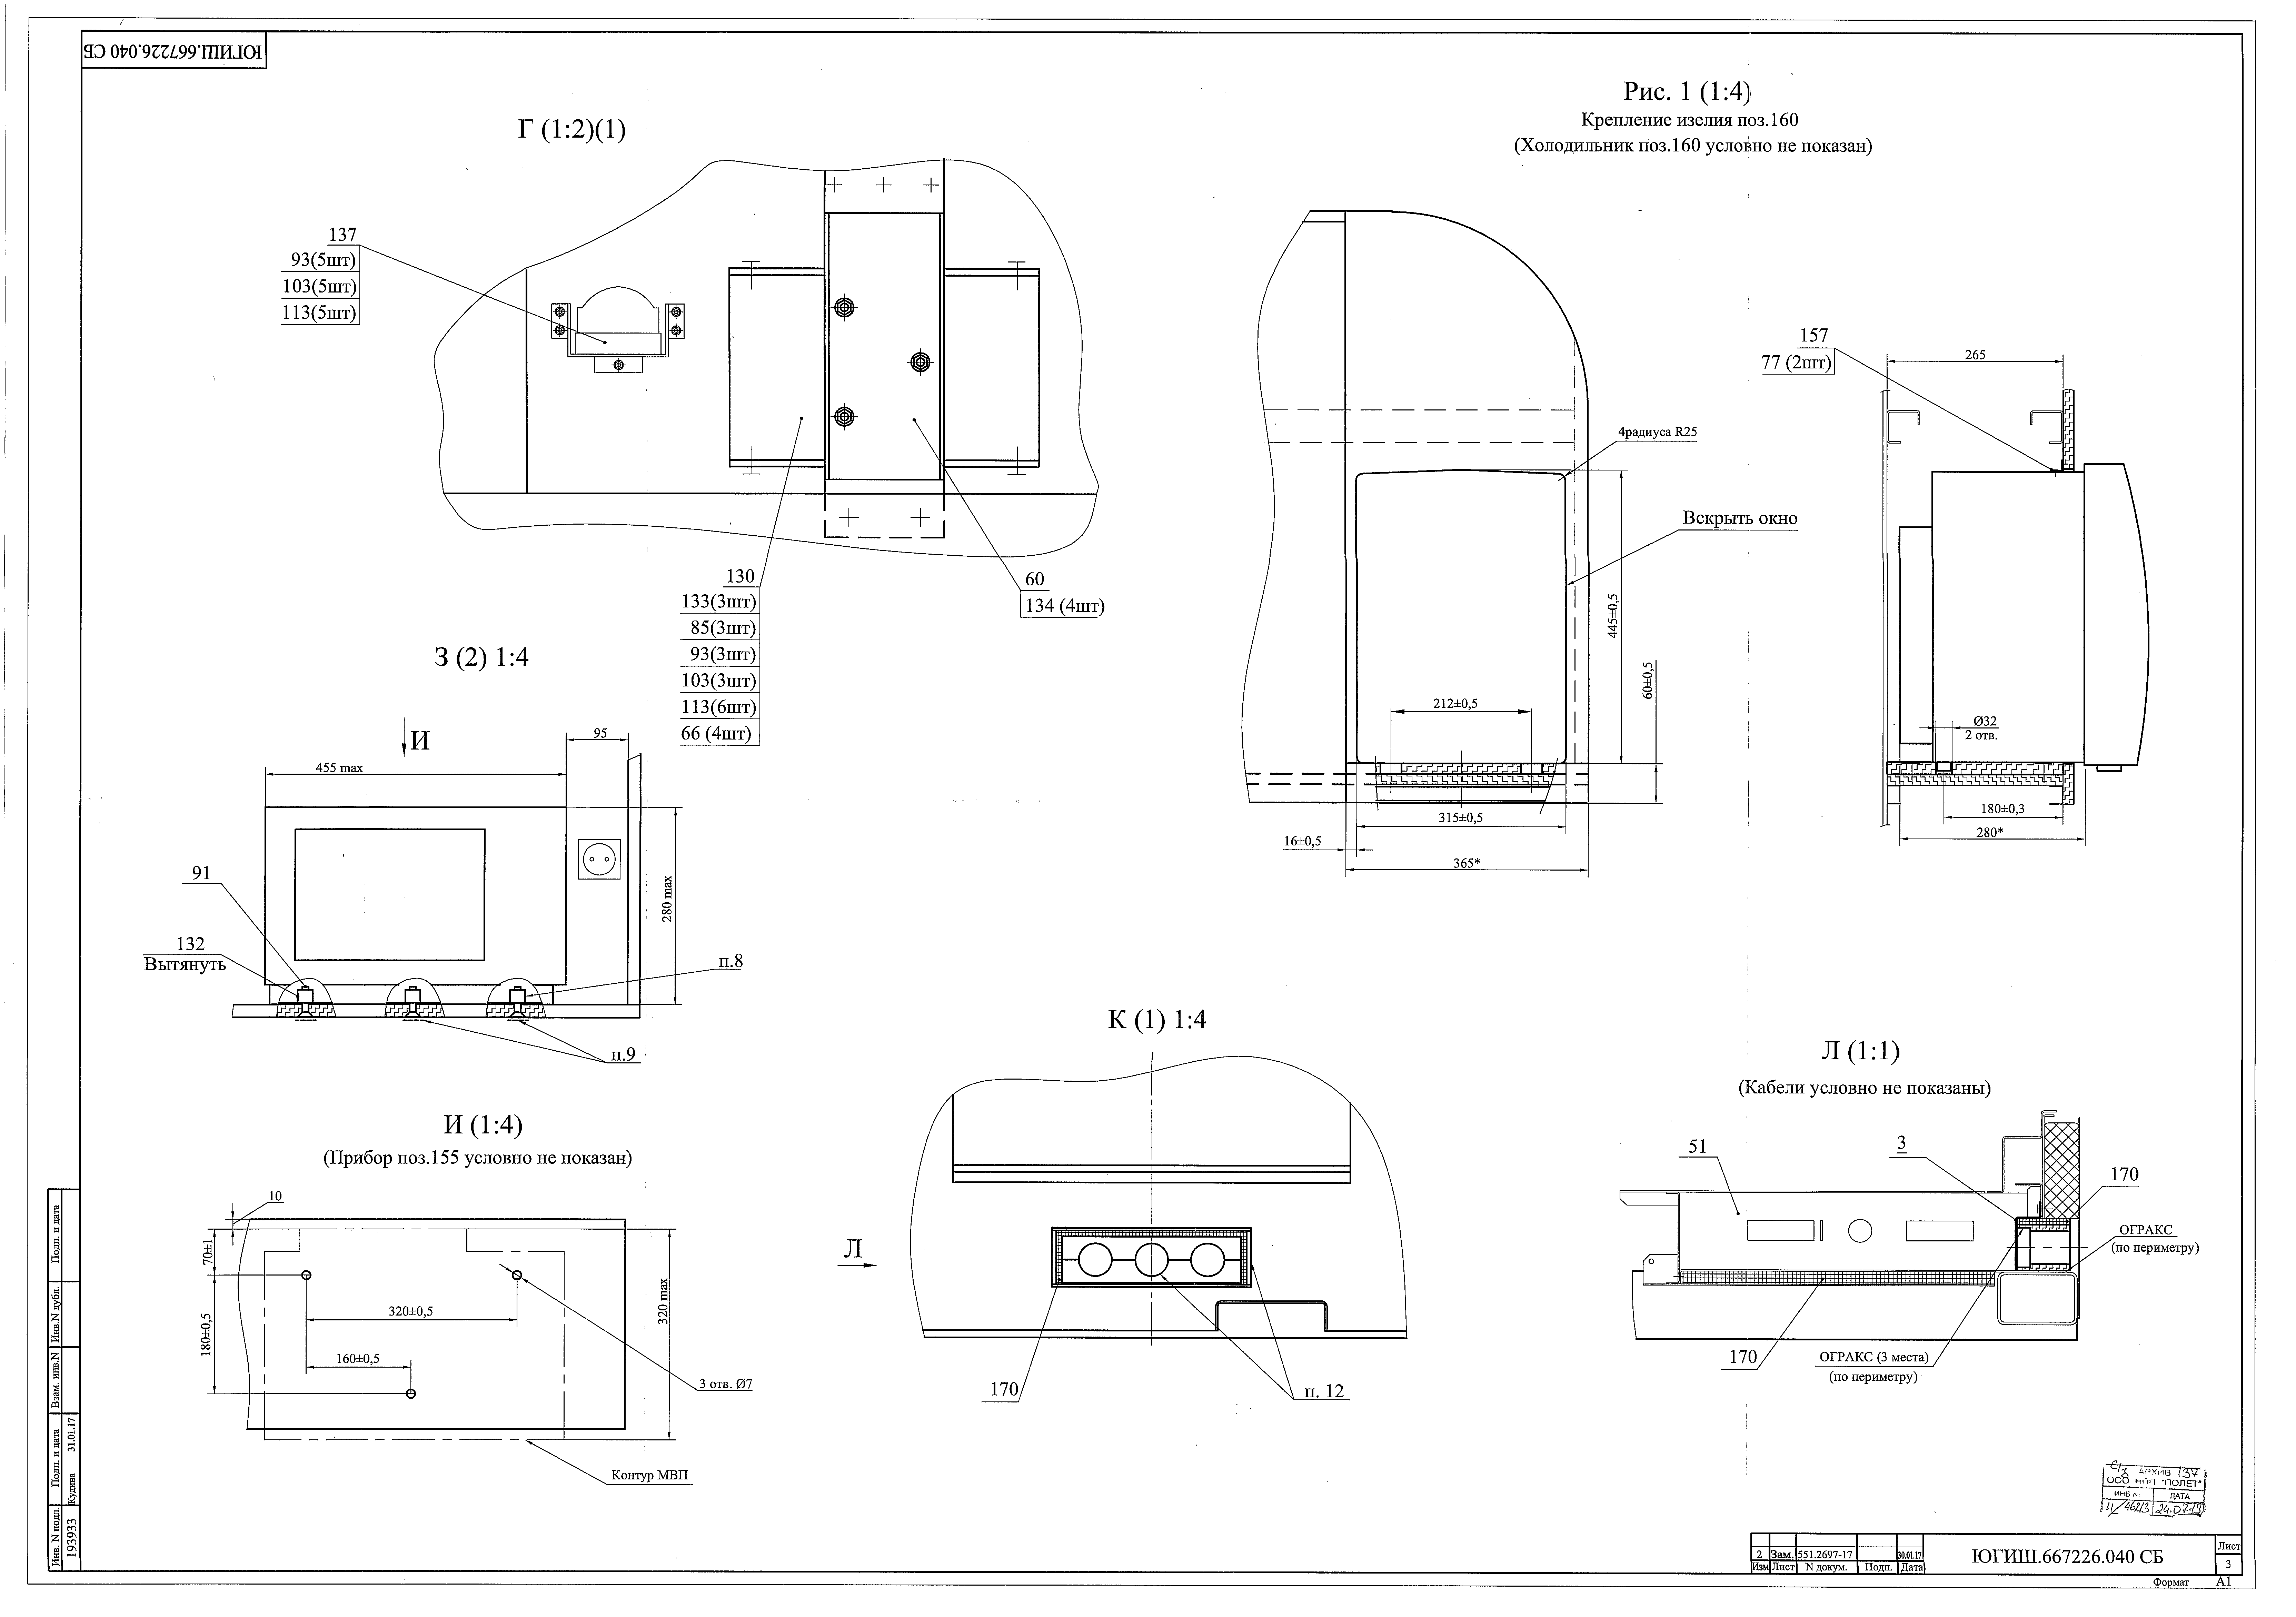 ЮГИШ.667226.040 СБ
Г (1:2)(1)
137
93(5шт)
103(5шт)
113(5шт)
130
133(3шт)
85(3шт)
93(3шт)
103(3шт)
113(6шт)
66 (4шт)
60
134 (4шт)
Рис. 1 (1:4)
Крепление изелия поз.160
(Холодильник поз.160 условно не показан)
4радиуса R25
Вскрыть окно
445±0,5
60±0,5
212±0,5
315±0,5
16±0,5
365*
157
77 (2шт)
265
Ø32
2 отв.
180±0,3
280*
З (2) 1:4
И
455 max
95
280 max
91
132
Вытянуть
п.8
п.9
И (1:4)
(Прибор поз.155 условно не показан)
10
70±1
180±0,5
320±0,5
160±0,5
320 max
3 отв. Ø7
Контур МВП
К (1) 1:4
Л
170
п. 12
Л (1:1)
(Кабели условно не показаны)
51
3
170
ОГРАКС
(по периметру)
170
ОГРАКС (3 места)
(по периметру)
Подп. и дата
Инв.N дубл.
Взам. инв.N
Подп. и дата
Кудина 31.01.17
Инв. N подл.
193933
АРХИВ 137
ООО НПП "ПОЛЕТ"
ИНВ № ДАТА
11/46213 24.07.19
2 Зам. 551.2697-17 30.01.17
Изм Лист N докум. Подп. Дата
ЮГИШ.667226.040 СБ
Лист
3
Формат А1